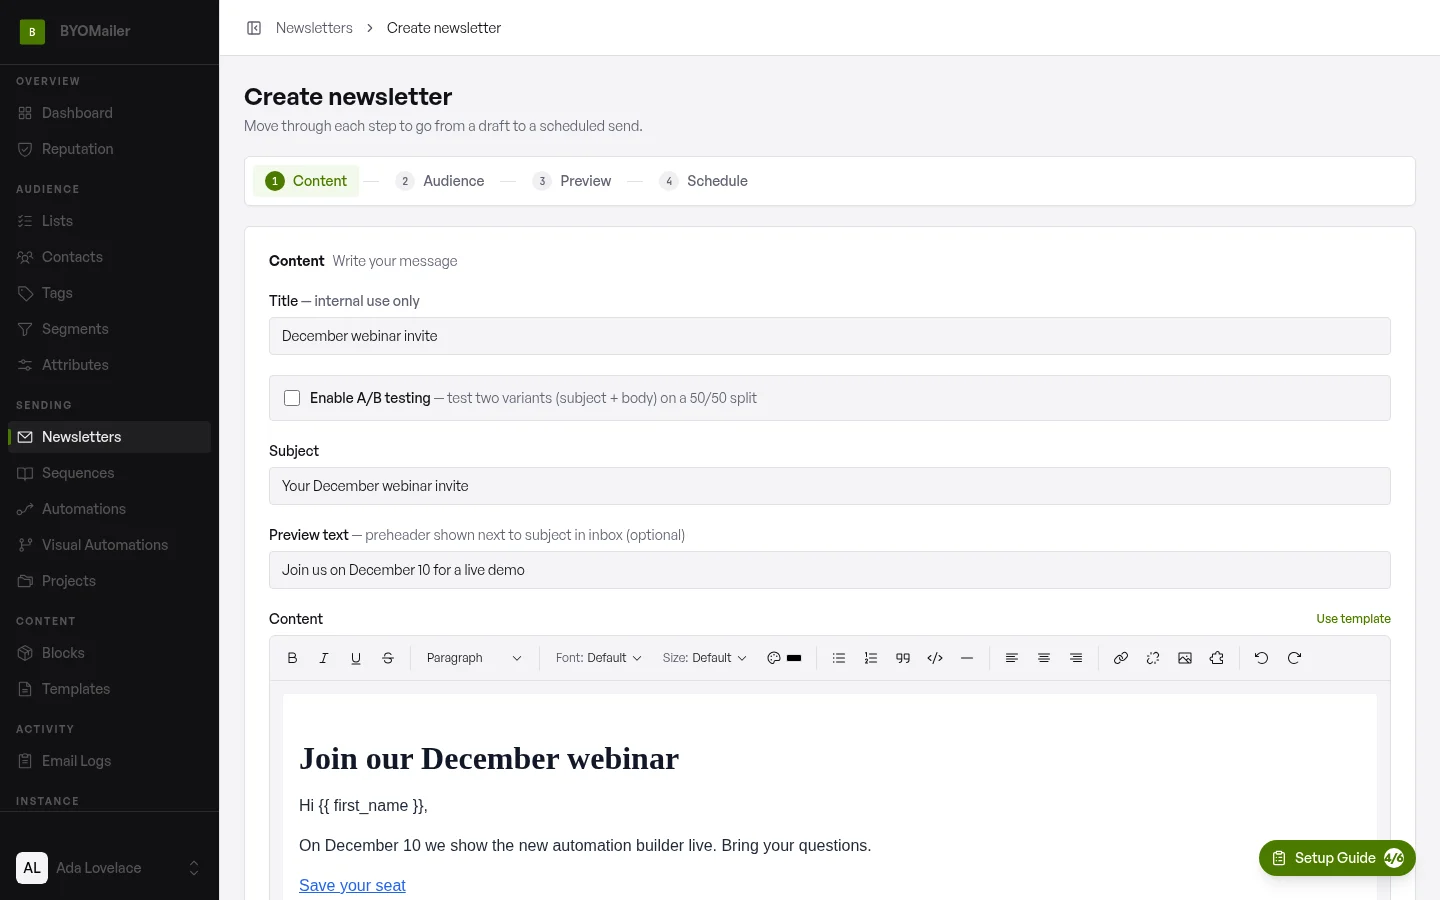 B BYOMailer
OVERVIEW
Dashboard
Reputation
AUDIENCE
Lists
Contacts
Tags
Segments
Attributes
SENDING
Newsletters
Sequences
Automations
Visual Automations
Projects
CONTENT
Blocks
Templates
ACTIVITY
Email Logs
INSTANCE
AL Ada Lovelace
Newsletters > Create newsletter
Create newsletter
Move through each step to go from a draft to a scheduled send.
1 Content — 2 Audience — 3 Preview — 4 Schedule
Content Write your message
Title — internal use only
December webinar invite
Enable A/B testing — test two variants (subject + body) on a 50/50 split
Subject
Your December webinar invite
Preview text — preheader shown next to subject in inbox (optional)
Join us on December 10 for a live demo
Content Use template
B I U S Paragraph Font: Default Size: Default
Join our December webinar
Hi {{ first_name }},
On December 10 we show the new automation builder live. Bring your questions.
Save your seat
Setup Guide 4/6